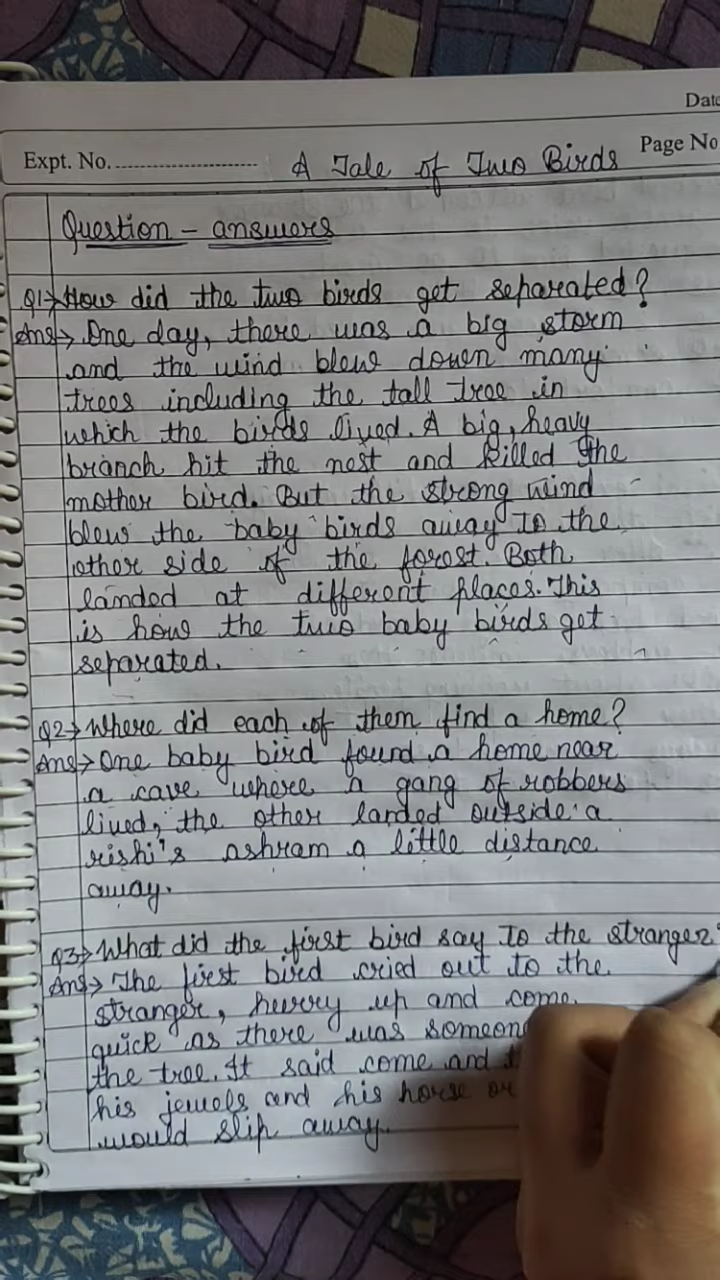 Date
Expt. No. A Tale of Two Birds Page No
Question - answers
Q1→ How did the two birds get separated?
Ans→ One day, there was a big storm
and the wind blew down many
trees including the tall tree in
which the birds lived. A big, heavy
branch hit the nest and killed the
mother bird. But the strong wind
blew the baby birds away to the
other side of the forest. Both
landed at different places. This
is how the two baby birds get
separated.
Q2→ Where did each of them find a home?
Ans→ One baby bird found a home near
a cave where a gang of robbers
lived, the other landed outside a
rishi's ashram a little distance
away.
Q3→ What did the first bird say to the stranger?
Ans→ The first bird cried out to the
stranger, hurry up and come
quick as there was
the tree. It said come and
his jewels and his horse or
would slip away.